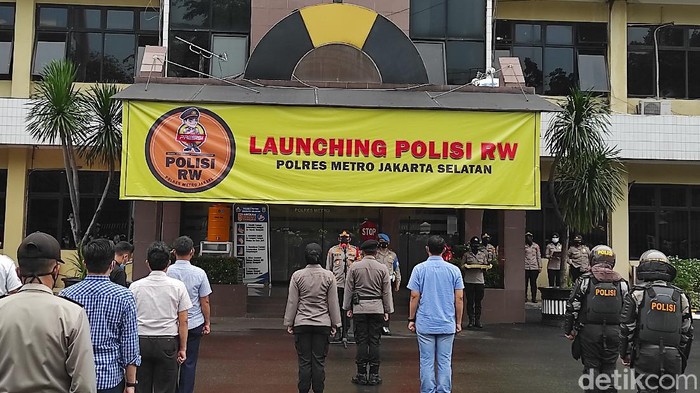 POLISI
RW
LAUNCHING POLISI RW
POLRES METRO JAKARTA SELATAN
STOP
POLISI
POLISI
detikcom